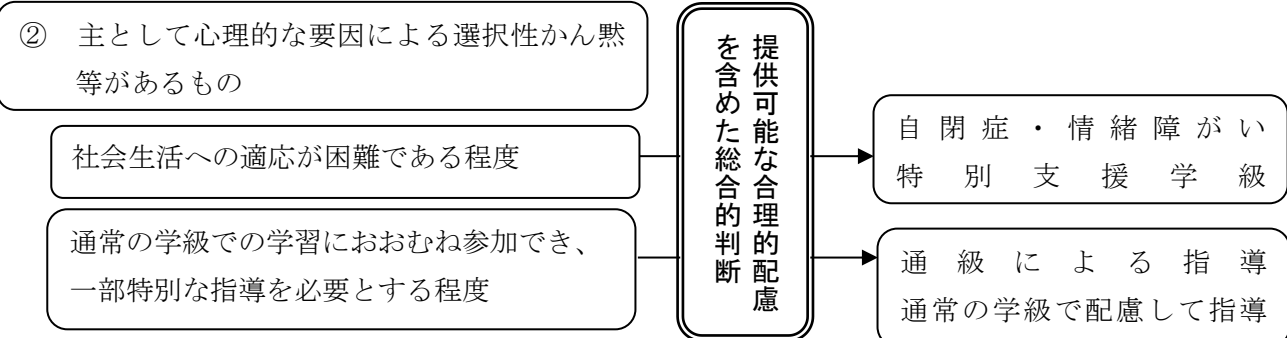 ② 主として心理的な要因による選択性かん黙
等があるもの
社会生活への適応が困難である程度
通常の学級での学習におおむね参加でき、
一部特別な指導を必要とする程度
提供可能な合理的配慮
を含めた総合的判断
自閉症・情緒障がい
特別支援学級
通級による指導
通常の学級で配慮して指導